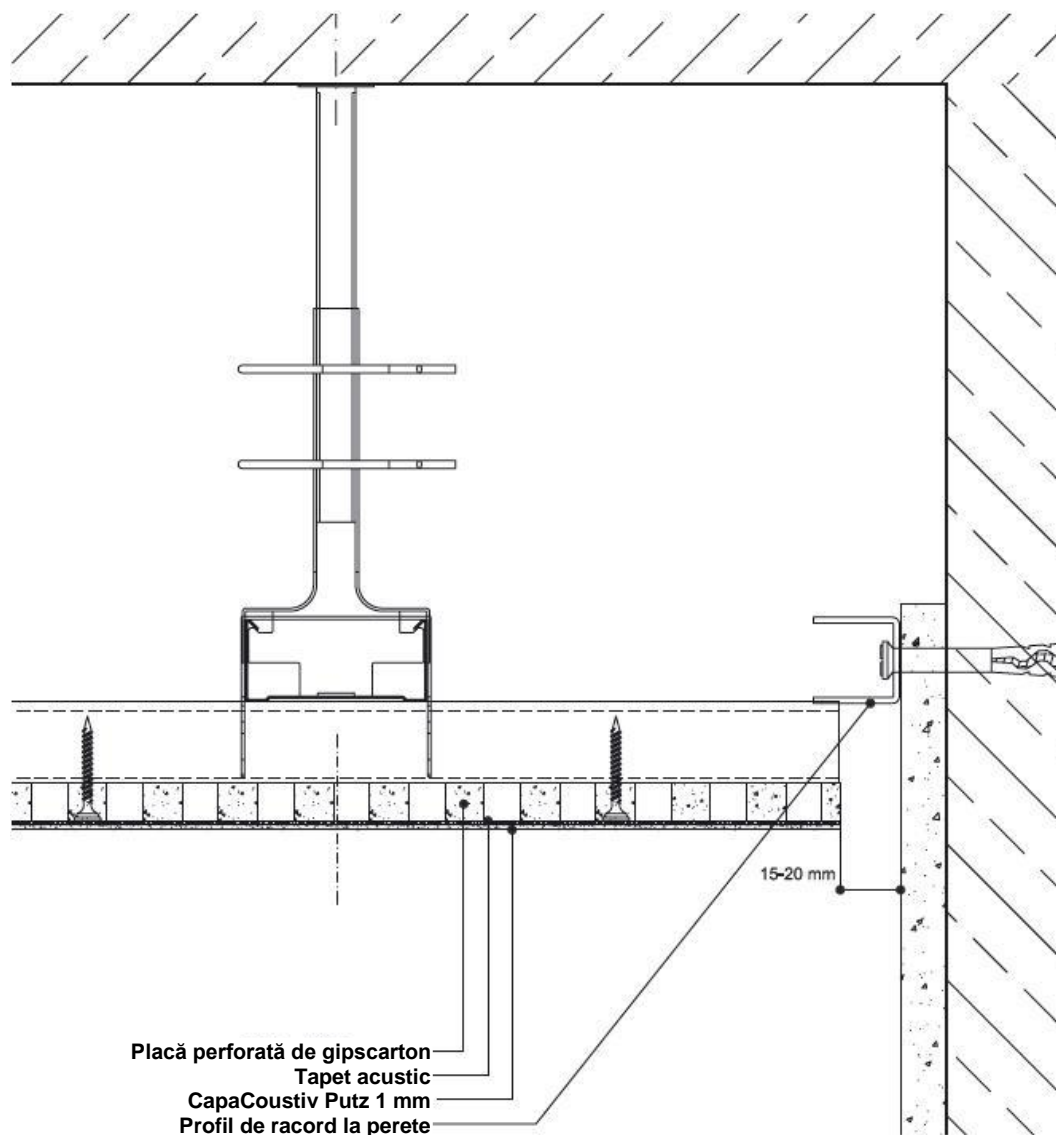 15-20 mm
Placă perforată de gipscarton
Tapet acustic
CapaCoustiv Putz 1 mm
Profil de racord la perete